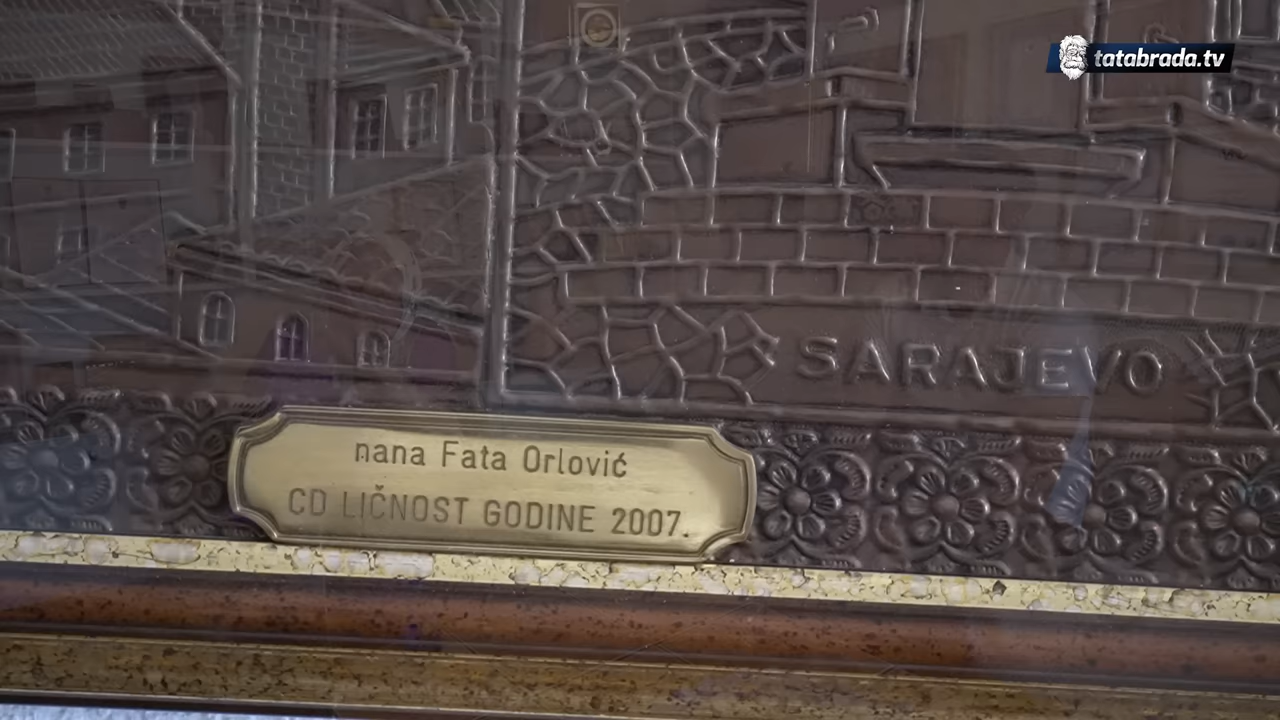 tatabrada.tv
SARAJEVO
nana Fata Orlović
CD LIČNOST GODINE 2007.